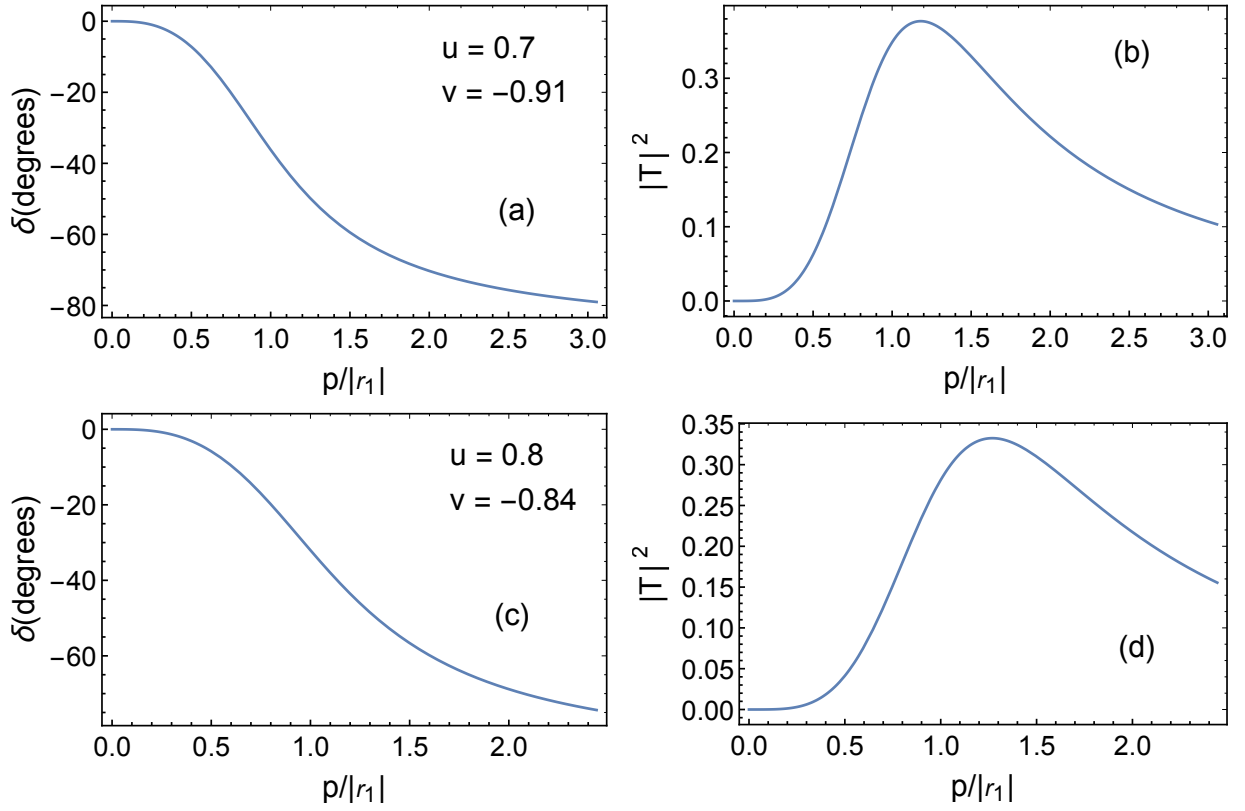 δ(degrees)
0
−20
−40
−60
−80
u = 0.7
v = −0.91
(a)
0.0 0.5 1.0 1.5 2.0 2.5 3.0
p/|r₁|
|T|²
0.3
0.2
0.1
0.0
(b)
0.0 0.5 1.0 1.5 2.0 2.5 3.0
p/|r₁|
δ(degrees)
0
−20
−40
−60
u = 0.8
v = −0.84
(c)
0.0 0.5 1.0 1.5 2.0
p/|r₁|
|T|²
0.35
0.30
0.25
0.20
0.15
0.10
0.05
0.00
(d)
0.0 0.5 1.0 1.5 2.0
p/|r₁|